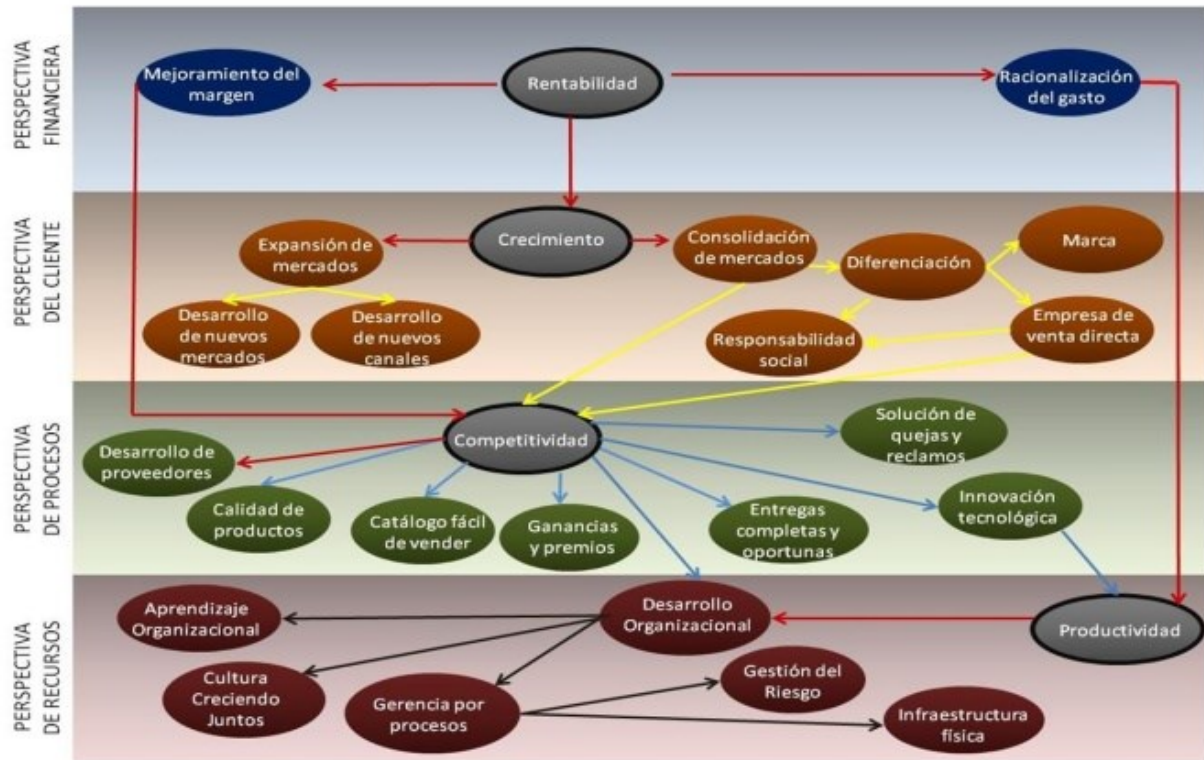 PERSPECTIVA
FINANCIERA
Mejoramiento del
margen
Rentabilidad
Racionalización
del gasto
PERSPECTIVA
DEL CLIENTE
Expansión de
mercados
Crecimiento
Consolidación
de mercados
Diferenciación
Marca
Desarrollo
de nuevos
mercados
Desarrollo
de nuevos
canales
Responsabilidad
social
Empresa de
venta directa
PERSPECTIVA
DE PROCESOS
Desarrollo de
proveedores
Competitividad
Solución de
quejas y
reclamos
Calidad de
productos
Catálogo fácil
de vender
Ganancias
y premios
Entregas
completas y
oportunas
Innovación
tecnológica
PERSPECTIVA
DE RECURSOS
Aprendizaje
Organizacional
Desarrollo
Organizacional
Productividad
Cultura
Creciendo
Juntos
Gerencia por
procesos
Gestión del
Riesgo
Infraestructura
física